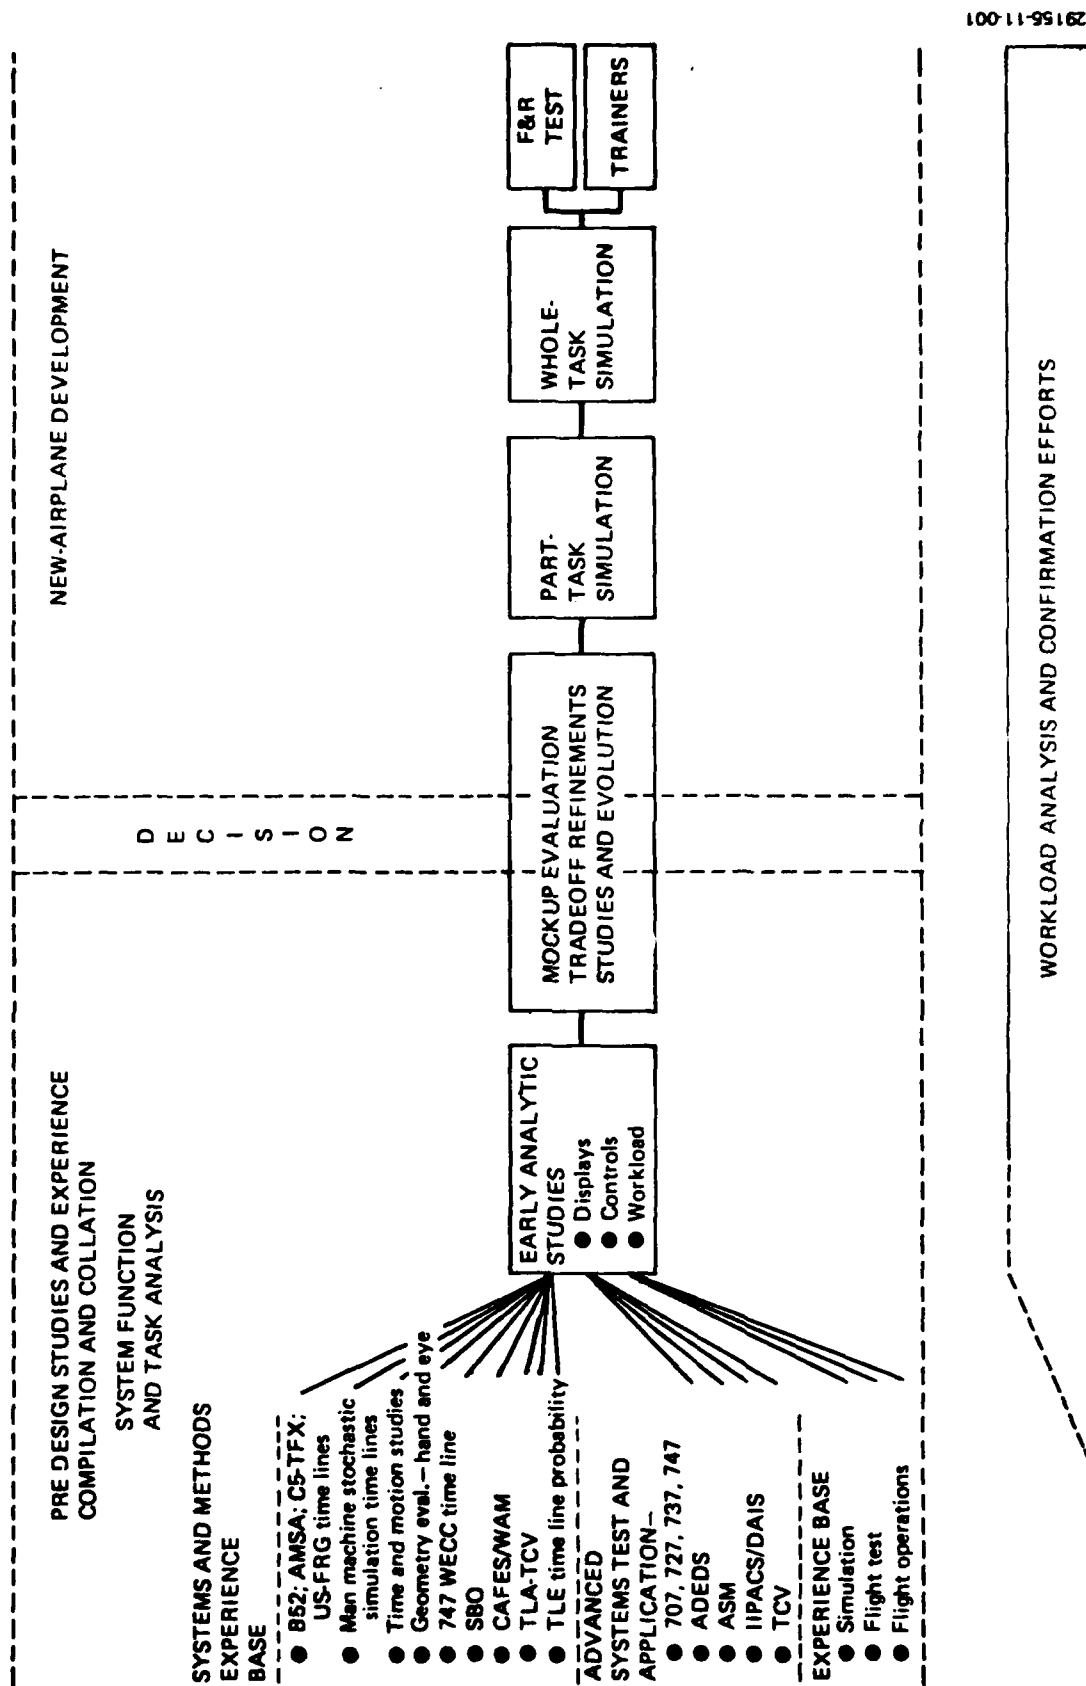 PRE DESIGN STUDIES AND EXPERIENCE
COMPILATION AND COLLATION
SYSTEM FUNCTION
AND TASK ANALYSIS
SYSTEMS AND METHODS
EXPERIENCE
BASE
● B52; AMSA; C5-TFX;
US-FRG time lines
● Man machine stochastic
simulation time lines
● Time and motion studies
● Geometry eval.—hand and eye
● 747 WECC time line
● SBO
● CAFES/WAM
● TLA-TCV
● TLE time line probability
ADVANCED
SYSTEMS TEST AND
APPLICATION—
● 707, 727, 737, 747
● ADEDS
● ASM
● IIPACS/DAIS
● TCV
EXPERIENCE BASE
● Simulation
● Flight test
● Flight operations
EARLY ANALYTIC
STUDIES
● Displays
● Controls
● Workload
DECISION
MOCKUP EVALUATION
TRADEOFF REFINEMENTS
STUDIES AND EVOLUTION
NEW-AIRPLANE DEVELOPMENT
PART-
TASK
SIMULATION
WHOLE-
TASK
SIMULATION
F&R
TEST
TRAINERS
WORKLOAD ANALYSIS AND CONFIRMATION EFFORTS
29156-11-001